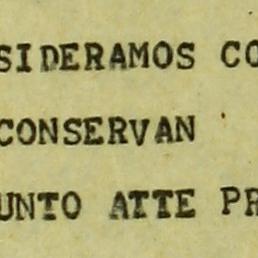 SIDERAMOS CO
CONSERVAN
UNTO ATTE PR